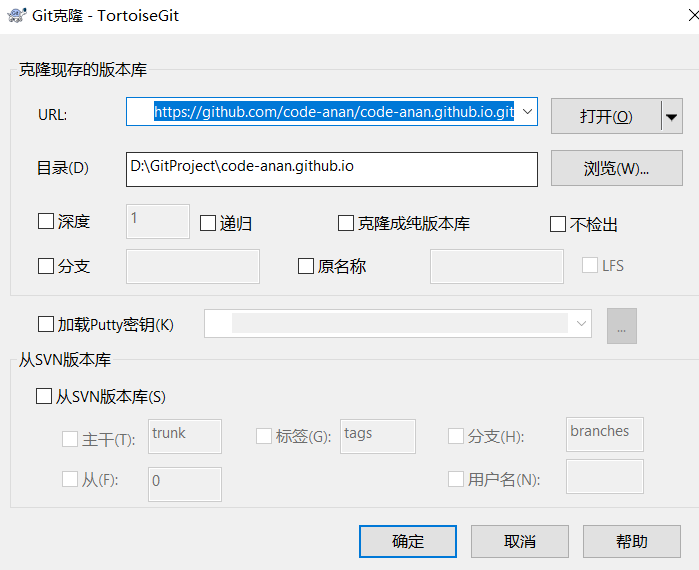 Git克隆 - TortoiseGit
克隆现存的版本库
URL: https://github.com/code-anan/code-anan.github.io.git 打开(O)
目录(D) D:\GitProject\code-anan.github.io 浏览(W)...
深度 1 递归 克隆成纯版本库 不检出
分支 原名称 LFS
加载Putty密钥(K) ...
从SVN版本库
从SVN版本库(S)
主干(T): trunk 标签(G): tags 分支(H): branches
从(F): 0 用户名(N):
确定 取消 帮助